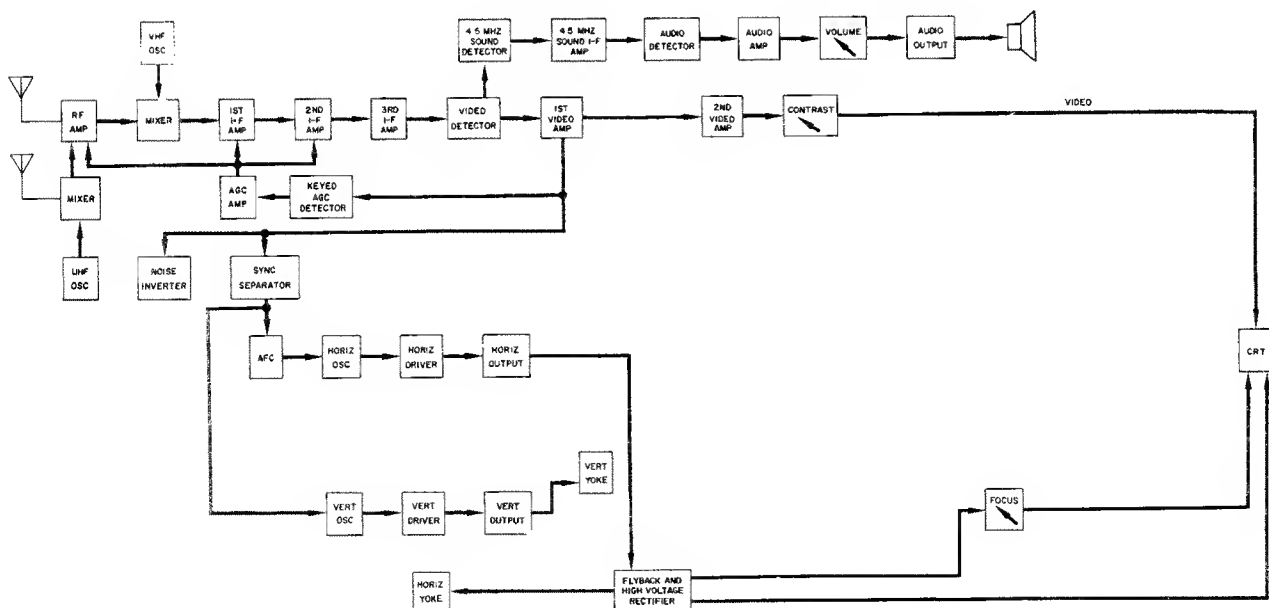 VHF
OSC
4.5 MHZ
SOUND
DETECTOR
4.5 MHZ
SOUND I-F
AMP
AUDIO
DETECTOR
AUDIO
AMP
VOLUME
AUDIO
OUTPUT
RF
AMP
MIXER
1ST
I-F
AMP
2ND
I-F
AMP
3RD
I-F
AMP
VIDEO
DETECTOR
1ST
VIDEO
AMP
2ND
VIDEO
AMP
CONTRAST
VIDEO
MIXER
AGC
AMP
KEYED
AGC
DETECTOR
UHF
OSC
NOISE
INVERTER
SYNC
SEPARATOR
AFC
HORIZ
OSC
HORIZ
DRIVER
HORIZ
OUTPUT
CRT
VERT
YOKE
VERT
OSC
VERT
DRIVER
VERT
OUTPUT
FOCUS
HORIZ
YOKE
FLYBACK AND
HIGH VOLTAGE
RECTIFIER